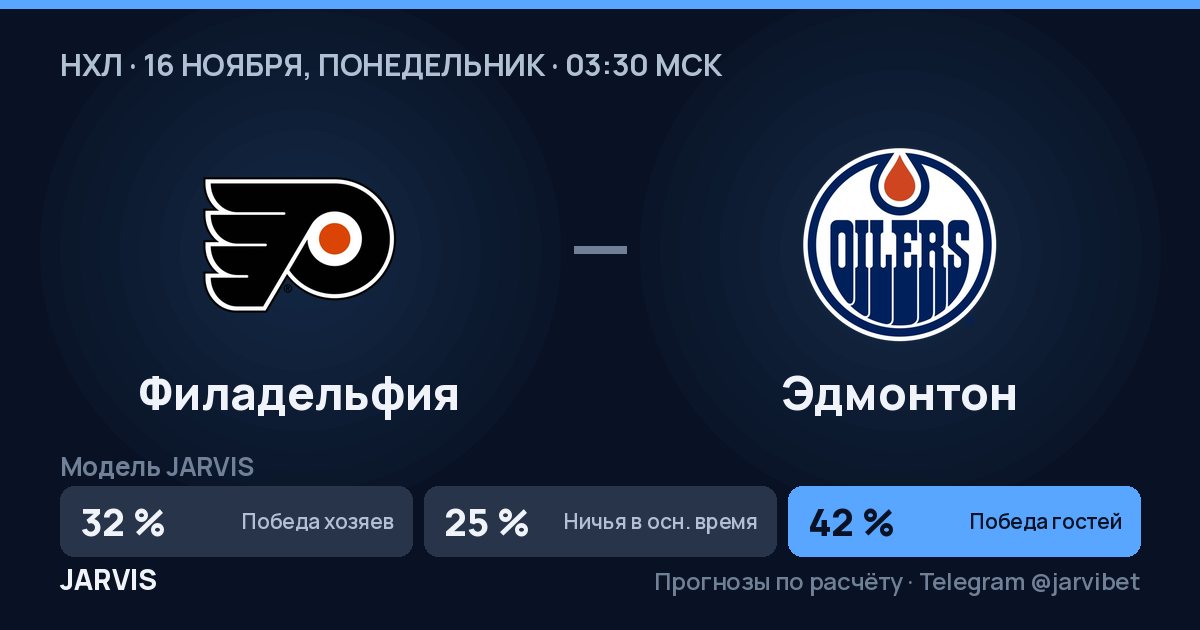 НХЛ · 16 НОЯБРЯ, ПОНЕДЕЛЬНИК · 03:30 МСК
OILERS
Филадельфия — Эдмонтон
Модель JARVIS
32 % Победа хозяев
25 % Ничья в осн. время
42 % Победа гостей
JARVIS
Прогнозы по расчёту · Telegram @jarvibet